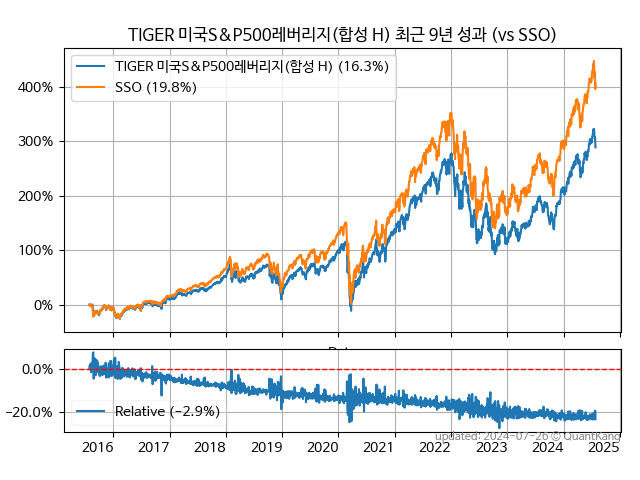 TIGER 미국S&P500레버리지(합성 H) 최근 9년 성과 (vs SSO)
TIGER 미국S&P500레버리지(합성 H) (16.3%)
SSO (19.8%)
400%
300%
200%
100%
0%
0.0%
−20.0%
Relative (−2.9%)
updated: 2024-07-26 © QuantKang
2016 2017 2018 2019 2020 2021 2022 2023 2024 2025